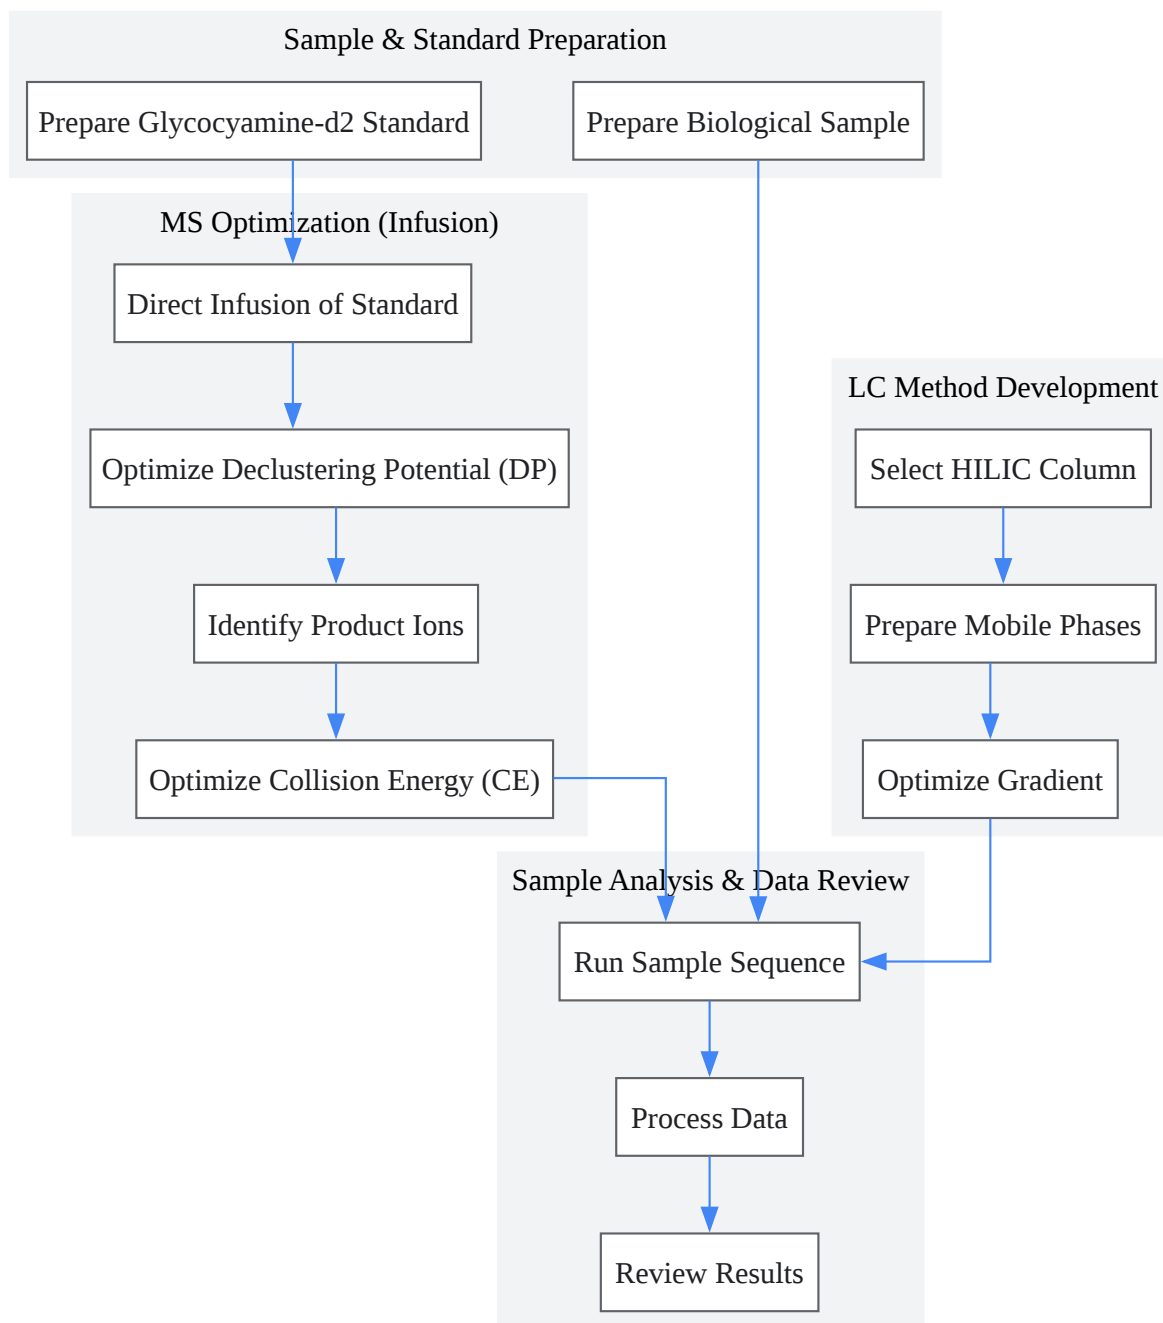 Sample & Standard Preparation
Prepare Glycocyamine-d2 Standard
Prepare Biological Sample
MS Optimization (Infusion)
Direct Infusion of Standard
Optimize Declustering Potential (DP)
Identify Product Ions
Optimize Collision Energy (CE)
LC Method Development
Select HILIC Column
Prepare Mobile Phases
Optimize Gradient
Sample Analysis & Data Review
Run Sample Sequence
Process Data
Review Results